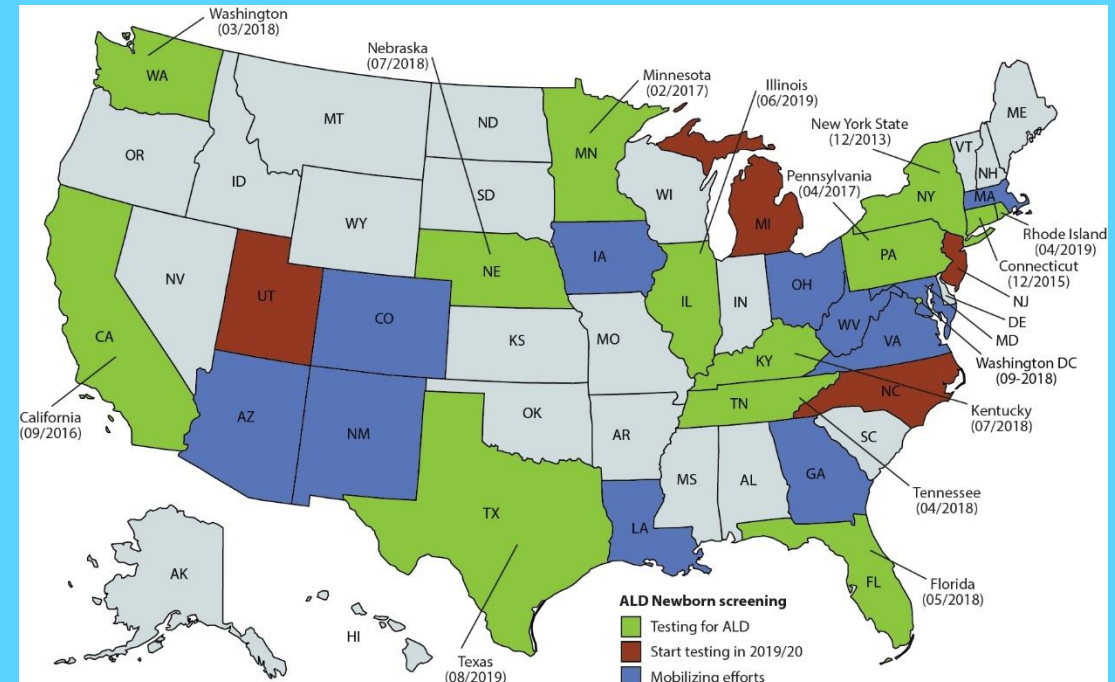 Washington
(03/2018)
Nebraska
(07/2018)
Minnesota
(02/2017)
Illinois
(06/2019)
New York State
(12/2013)
Pennsylvania
(04/2017)
WA
MT
ND
MN
ME
VT
NH
OR
ID
SD
WI
NY
MA
WY
MI
Rhode Island
(04/2019)
Connecticut
(12/2015)
NJ
DE
MD
Washington DC
(09-2018)
Kentucky
(07/2018)
Tennessee
(04/2018)
Florida
(05/2018)
NV
UT
NE
IA
IL
IN
OH
PA
CA
CO
KS
MO
WV
VA
KY
California
(09/2016)
AZ
NM
OK
AR
TN
NC
SC
MS
AL
GA
TX
LA
FL
AK
HI
Texas
(08/2019)
ALD Newborn screening
Testing for ALD
Start testing in 2019/20
Mobilizing efforts